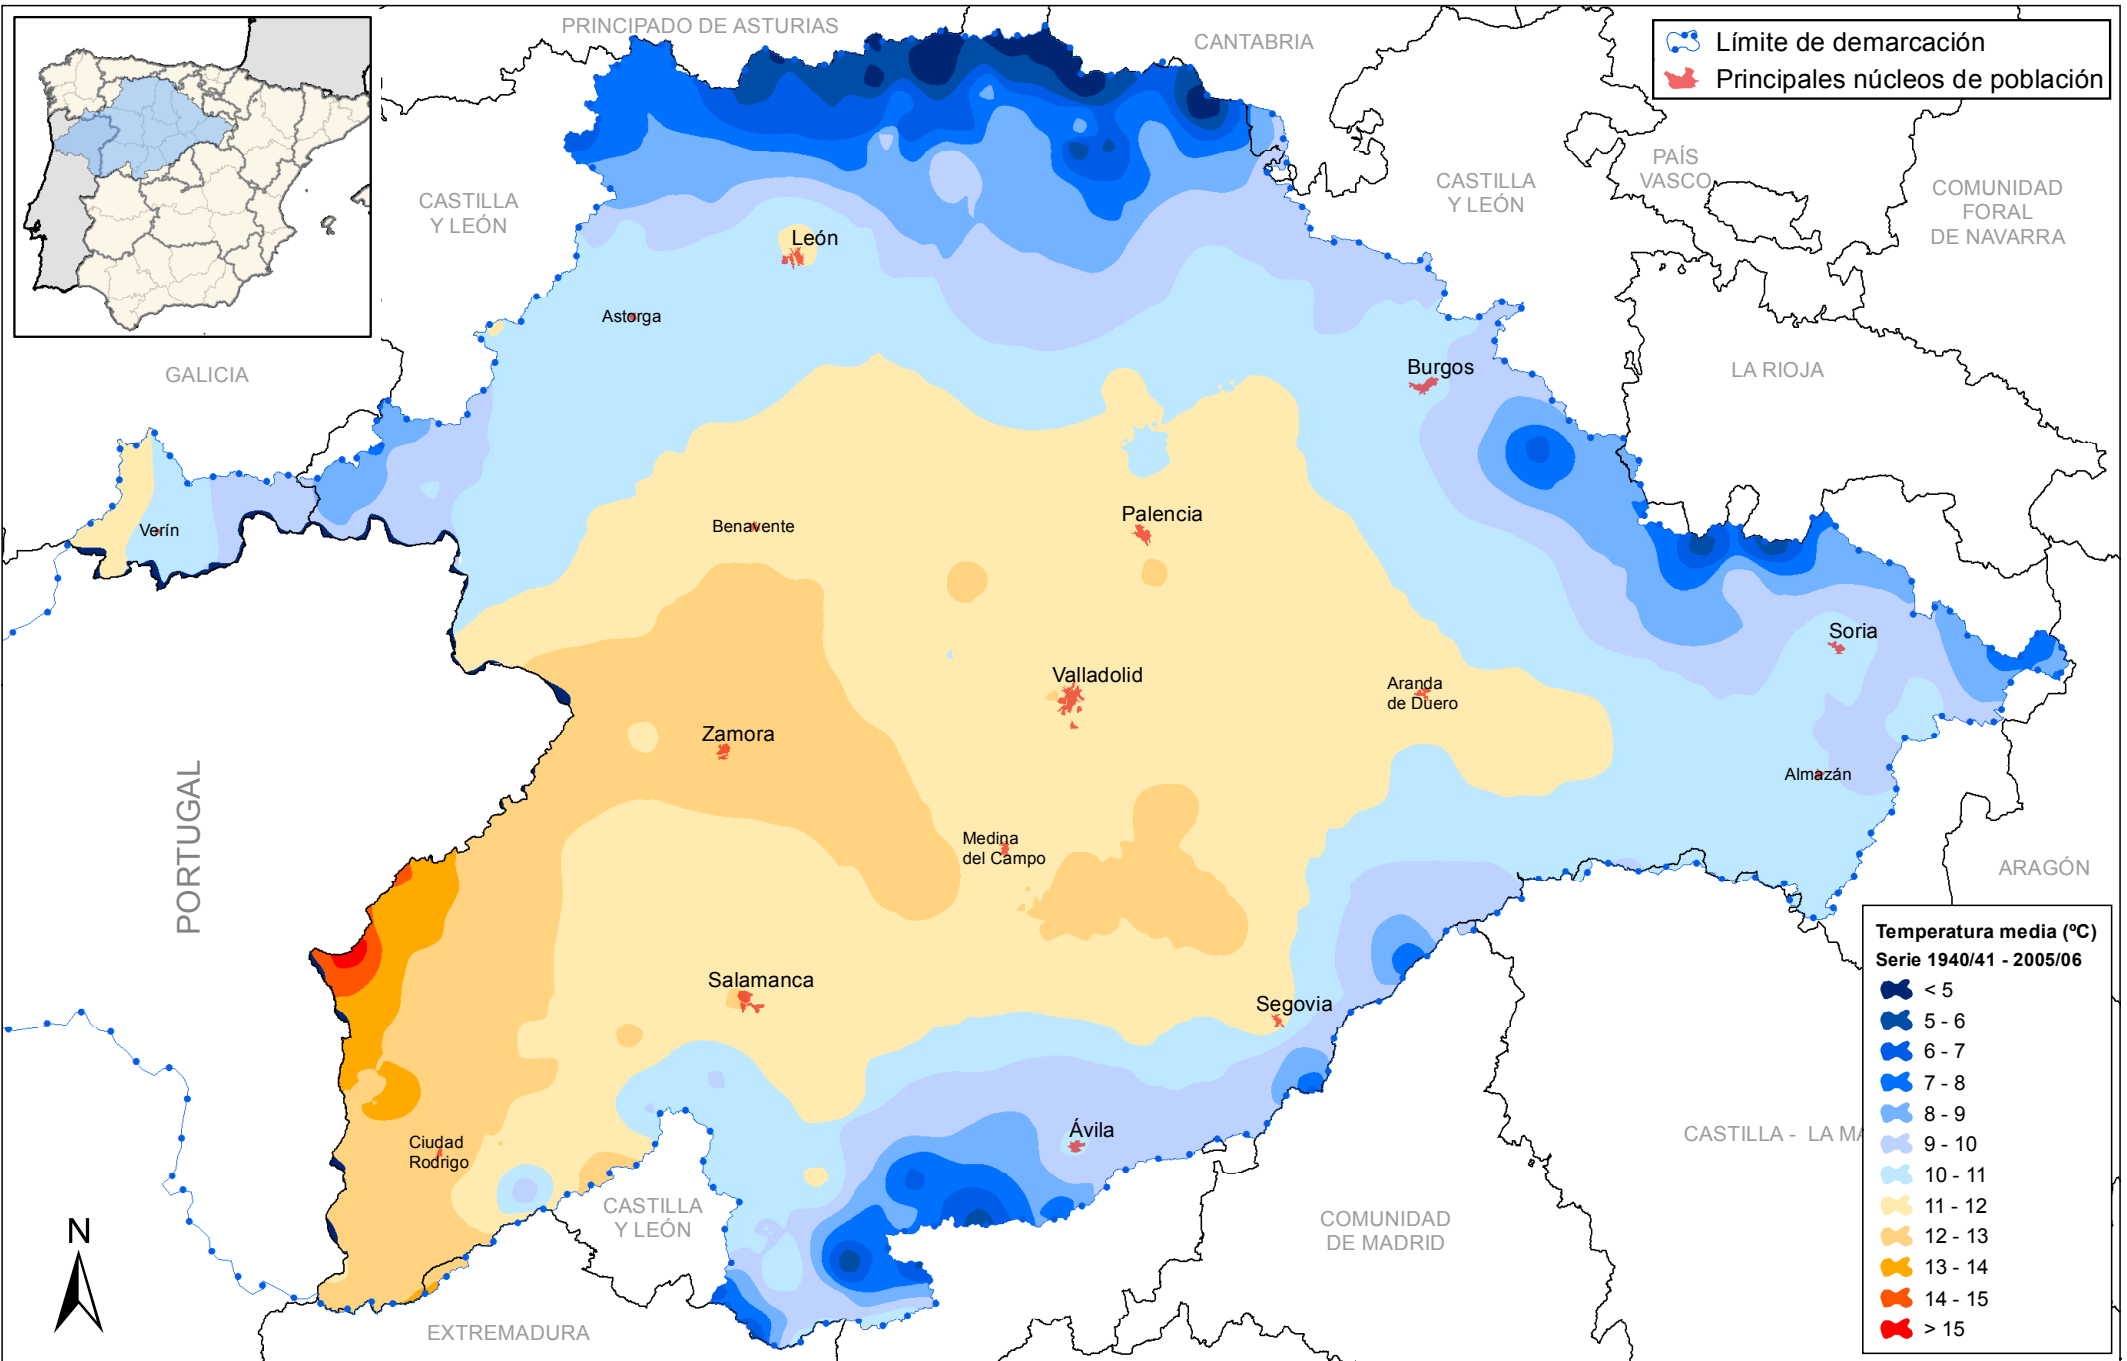 PRINCIPADO DE ASTURIAS
CANTABRIA
Límite de demarcación
Principales núcleos de población
PAÍS
VASCO
CASTILLA
Y LEÓN
CASTILLA
Y LEÓN
COMUNIDAD
FORAL
DE NAVARRA
León
Astorga
GALICIA
Burgos
LA RIOJA
Verín
Benavente
Palencia
Soria
Valladolid
Aranda
de Duero
Zamora
Almazán
PORTUGAL
Medina
del Campo
ARAGÓN
Salamanca
Segovia
Ávila
Ciudad
Rodrigo
CASTILLA - LA MA
CASTILLA
Y LEÓN
COMUNIDAD
DE MADRID
EXTREMADURA
N
Temperatura media (ºC)
Serie 1940/41 - 2005/06
< 5
5 - 6
6 - 7
7 - 8
8 - 9
9 - 10
10 - 11
11 - 12
12 - 13
13 - 14
14 - 15
> 15